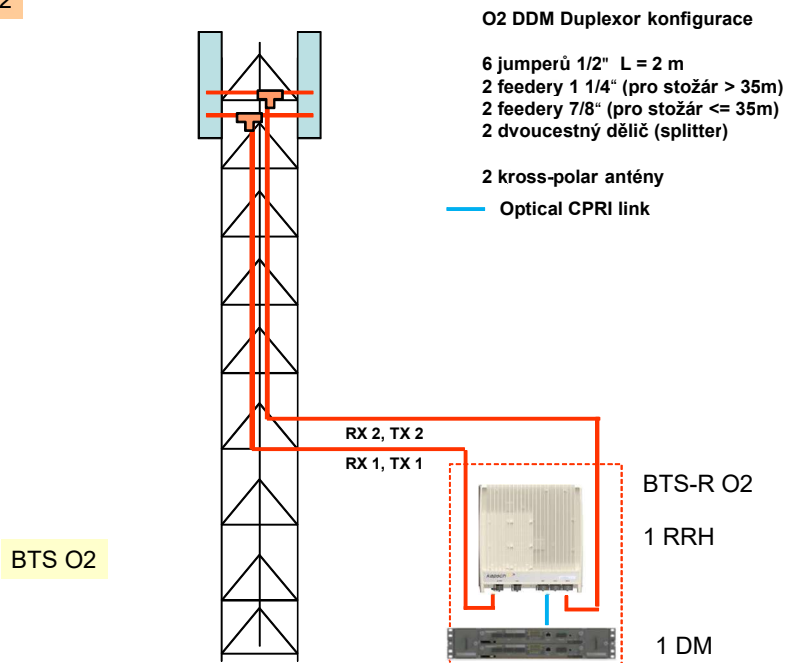 2
O2 DDM Duplexor konfigurace
6 jumperů 1/2" L = 2 m
2 feedery 1 1/4“ (pro stožár > 35m)
2 feedery 7/8“ (pro stožár <= 35m)
2 dvoucestný dělič (splitter)
2 kross-polar antény
Optical CPRI link
RX 2, TX 2
RX 1, TX 1
BTS-R O2
1 RRH
BTS O2
1 DM